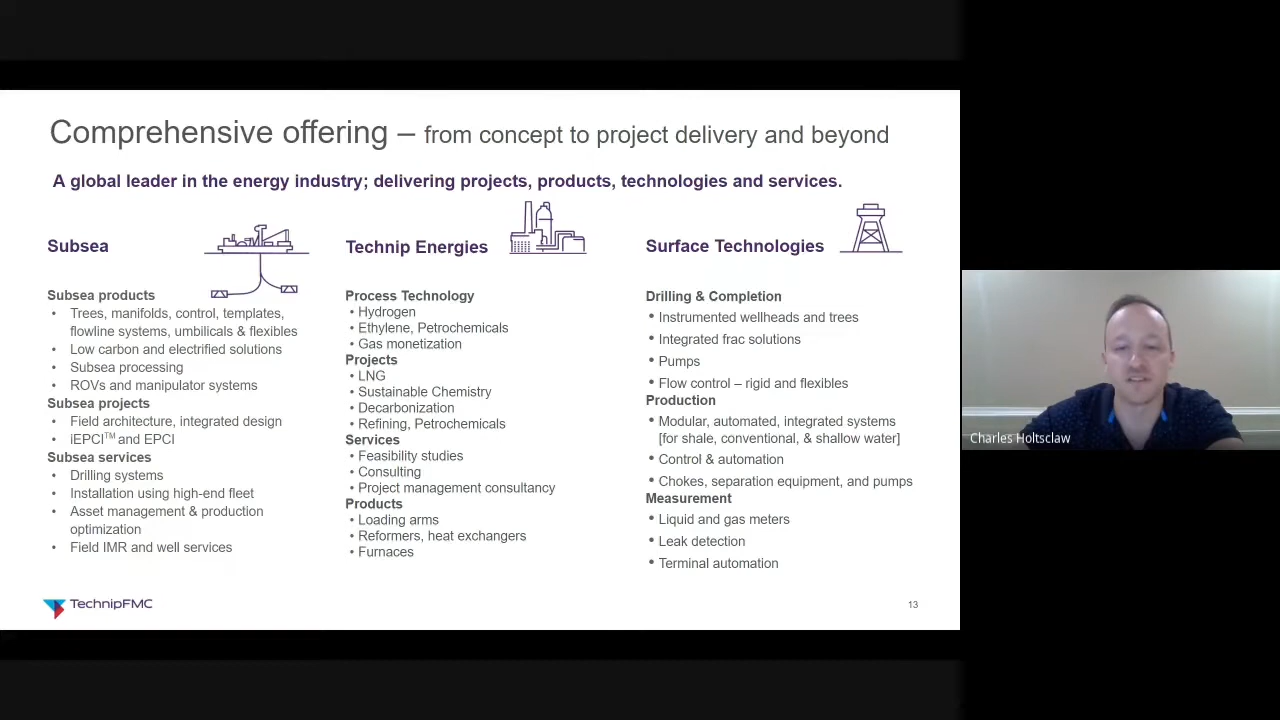 Comprehensive offering – from concept to project delivery and beyond
A global leader in the energy industry; delivering projects, products, technologies and services.
Subsea
Subsea products
• Trees, manifolds, control, templates,
flowline systems, umbilicals & flexibles
• Low carbon and electrified solutions
• Subsea processing
• ROVs and manipulator systems
Subsea projects
• Field architecture, integrated design
• iEPCI™ and EPCI
Subsea services
• Drilling systems
• Installation using high-end fleet
• Asset management & production
optimization
• Field IMR and well services
Technip Energies
Process Technology
• Hydrogen
• Ethylene, Petrochemicals
• Gas monetization
Projects
• LNG
• Sustainable Chemistry
• Decarbonization
• Refining, Petrochemicals
Services
• Feasibility studies
• Consulting
• Project management consultancy
Products
• Loading arms
• Reformers, heat exchangers
• Furnaces
Surface Technologies
Drilling & Completion
• Instrumented wellheads and trees
• Integrated frac solutions
• Pumps
• Flow control – rigid and flexibles
Production
• Modular, automated, integrated systems
[for shale, conventional, & shallow water]
• Control & automation
• Chokes, separation equipment, and pumps
Measurement
• Liquid and gas meters
• Leak detection
• Terminal automation
TechnipFMC
13
Charles Holtsclaw